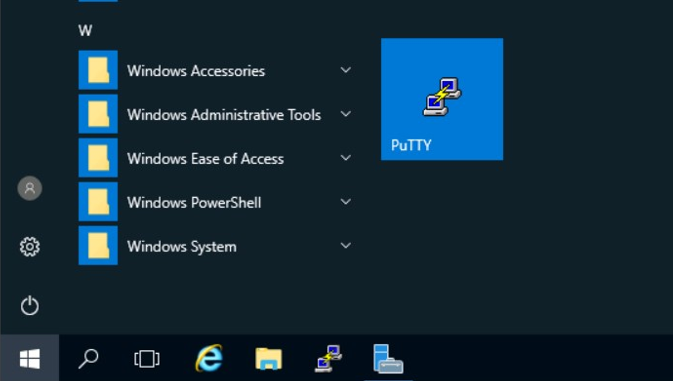 W
Windows Accessories
Windows Administrative Tools
Windows Ease of Access
Windows PowerShell
Windows System
PuTTY